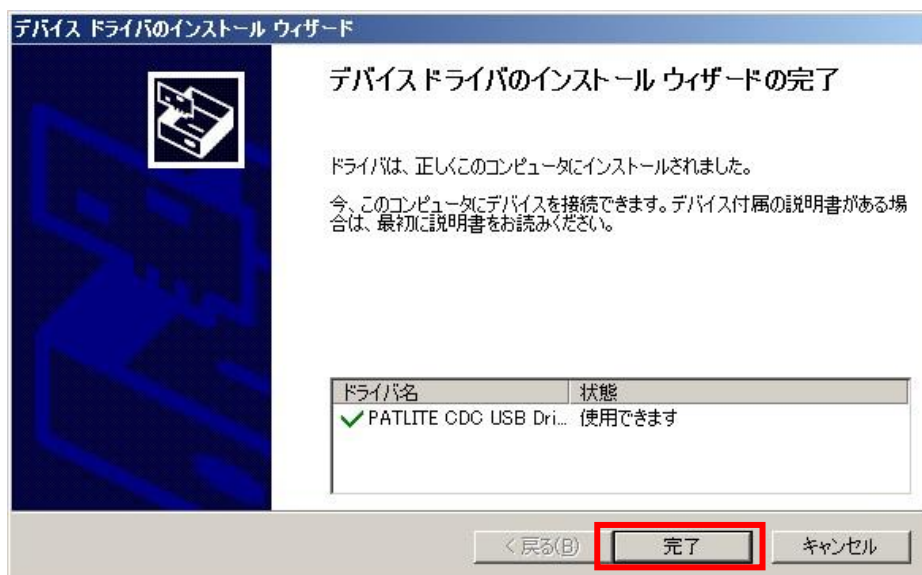 デバイス ドライバのインストール ウィザード
デバイス ドライバのインストール ウィザードの完了
ドライバは、正しくこのコンピュータにインストールされました。
今、このコンピュータにデバイスを接続できます。デバイス付属の説明書がある場
合は、最初に説明書をお読みください。
ドライバ名 状態
PATLITE CDC USB Dri... 使用できます
< 戻る(B) 完了 キャンセル